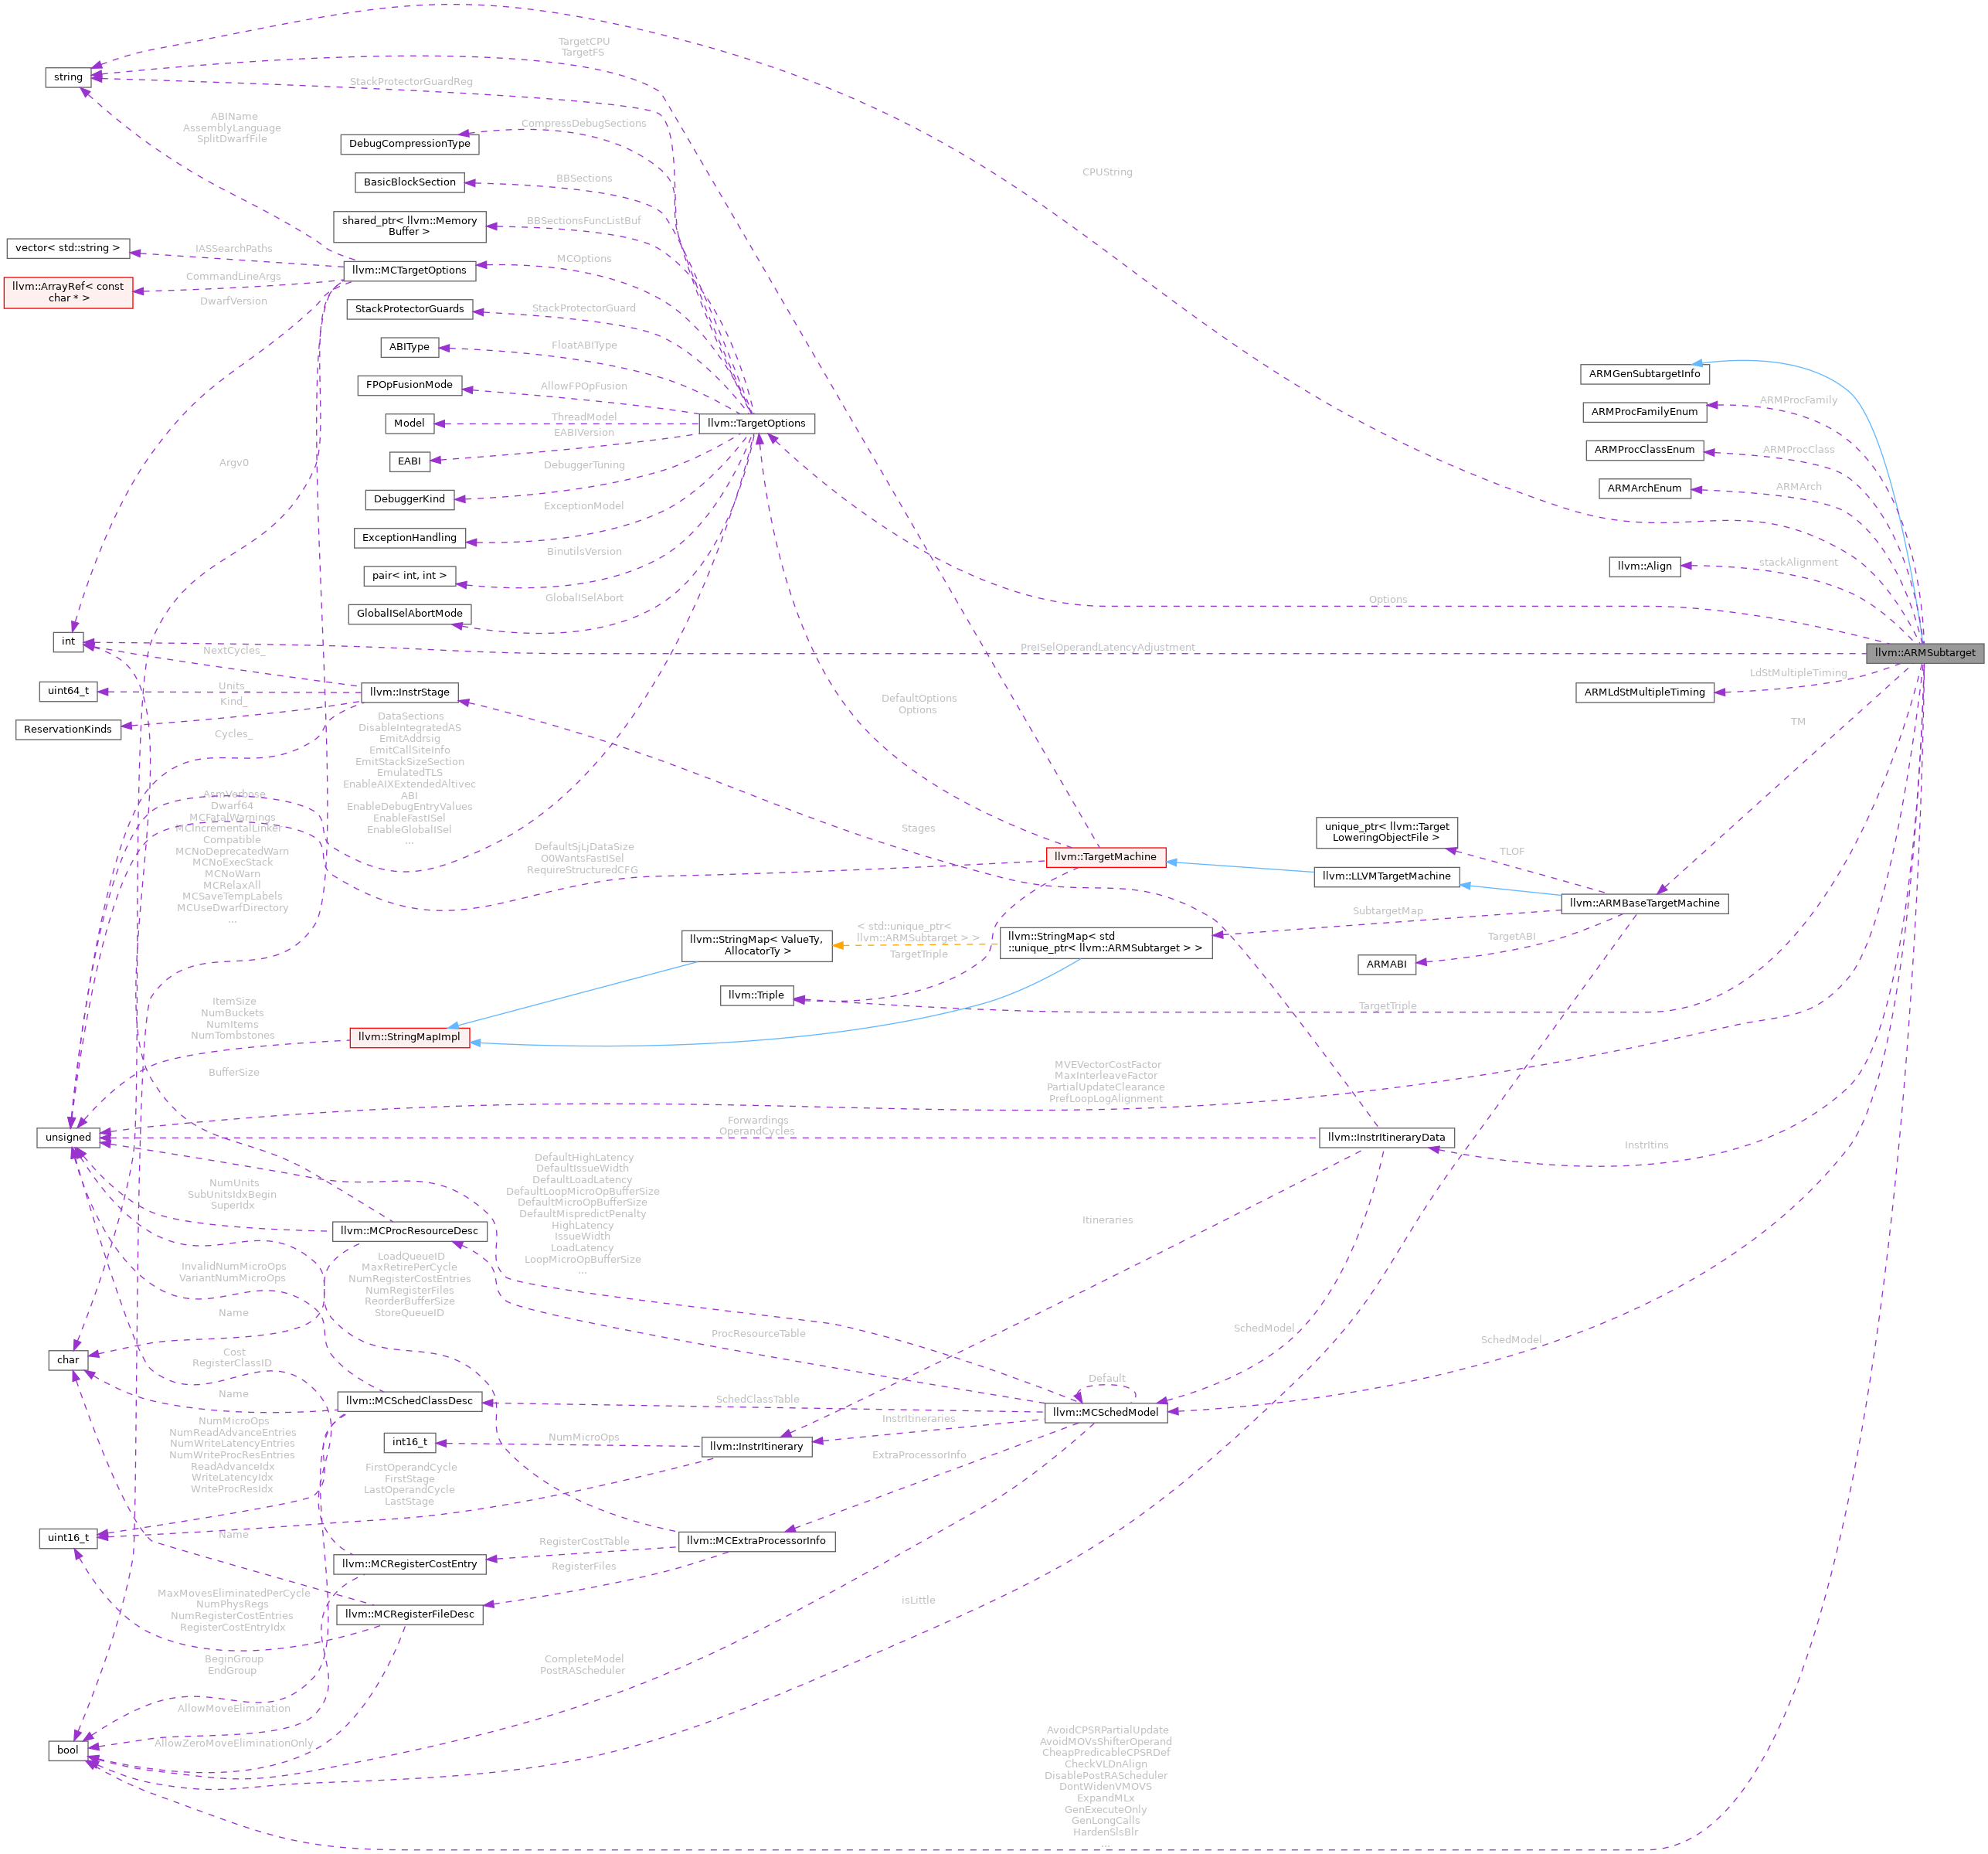 TargetCPU
TargetFS
string
StackProtectorGuardReg
ABIName
AssemblyLanguage
SplitDwarfFile
CompressDebugSections
DebugCompressionType
CPUString
BBSections
BasicBlockSection
shared_ptr< llvm::Memory
Buffer >
BBSectionsFuncListBuf
vector< std::string >
IASSearchPaths
MCOptions
llvm::MCTargetOptions
CommandLineArgs
llvm::ArrayRef< const
char * >
DwarfVersion
StackProtectorGuards
StackProtectorGuard
ABIType
FloatABIType
FPOpFusionMode
AllowFPOpFusion
Model
ThreadModel
llvm::TargetOptions
EABIVersion
EABI
Argv0
DebuggerTuning
DebuggerKind
ExceptionModel
ExceptionHandling
BinutilsVersion
pair< int, int >
GlobalISelAbort
GlobalISelAbortMode
ARMGenSubtargetInfo
ARMProcFamily
ARMProcFamilyEnum
ARMProcClass
ARMProcClassEnum
ARMArch
ARMArchEnum
stackAlignment
llvm::Align
Options
int
PreISelOperandLatencyAdjustment
llvm::ARMSubtarget
NextCycles_
LdStMultipleTiming
ARMLdStMultipleTiming
uint64_t
Units
llvm::InstrStage
Kind_
ReservationKinds
Cycles_
DefaultOptions
Options
TM
DataSections
DisableIntegratedAS
EmitAddrsig
EmitCallSiteInfo
EmitStackSizeSection
EmulatedTLS
EnableAIXExtendedAltivec
ABI
EnableDebugEntryValues
EnableFastISel
EnableGlobalISel
...
AsmVerbose
Dwarf64
MCFatalWarnings
MCIncrementalLinker
Compatible
MCNoDeprecatedWarn
MCNoExecStack
MCNoWarn
MCRelaxAll
MCSaveTempLabels
MCUseDwarfDirectory
...
DefaultSjLjDataSize
O0WantsFastISel
RequireStructuredCFG
Stages
llvm::TargetMachine
unique_ptr< llvm::Target
LoweringObjectFile >
TLOF
llvm::LLVMTargetMachine
llvm::ARMBaseTargetMachine
SubtargetMap
TargetABI
ARMABI
llvm::StringMap< ValueTy,
AllocatorTy >
< std::unique_ptr<
llvm::ARMSubtarget > >
llvm::StringMap< std
::unique_ptr< llvm::ARMSubtarget > >
TargetTriple
llvm::Triple
TargetTriple
ItemSize
NumBuckets
NumItems
NumTombstones
llvm::StringMapImpl
BufferSize
MVEVectorCostFactor
MaxInterleaveFactor
PartialUpdateClearance
PrefLoopLogAlignment
unsigned
Forwardings
OperandCycles
llvm::InstrItineraryData
InstrItins
DefaultHighLatency
DefaultIssueWidth
DefaultLoadLatency
DefaultLoopMicroOpBufferSize
DefaultMicroOpBufferSize
DefaultMispredictPenalty
HighLatency
IssueWidth
LoadLatency
LoopMicroOpBufferSize
...
NumUnits
SubUnitsIdxBegin
SuperIdx
llvm::MCProcResourceDesc
Itineraries
LoadQueueID
MaxRetirePerCycle
NumRegisterCostEntries
NumRegisterFiles
ReorderBufferSize
StoreQueueID
InvalidNumMicroOps
VariantNumMicroOps
Name
ProcResourceTable
SchedModel
SchedModel
char
Cost
RegisterClassID
Default
Name
llvm::MCSchedClassDesc
SchedClassTable
llvm::MCSchedModel
InstrItineraries
NumMicroOps
NumReadAdvanceEntries
NumWriteLatencyEntries
NumWriteProcResEntries
ReadAdvanceIdx
WriteLatencyIdx
WriteProcResIdx
int16_t
NumMicroOps
llvm::InstrItinerary
FirstOperandCycle
FirstStage
LastOperandCycle
LastStage
ExtraProcessorInfo
uint16_t
Name
RegisterCostTable
llvm::MCExtraProcessorInfo
llvm::MCRegisterCostEntry
RegisterFiles
MaxMovesEliminatedPerCycle
NumPhysRegs
NumRegisterCostEntries
RegisterCostEntryIdx
llvm::MCRegisterFileDesc
isLittle
BeginGroup
EndGroup
CompleteModel
PostRAScheduler
AllowMoveElimination
AllowZeroMoveEliminationOnly
bool
AvoidCPSRPartialUpdate
AvoidMOVsShifterOperand
CheapPredicableCPSRDef
CheckVLDnAlign
DisablePostRAScheduler
DontWidenVMOVS
ExpandMLx
GenExecuteOnly
GenLongCalls
HardenSlsBlr
...